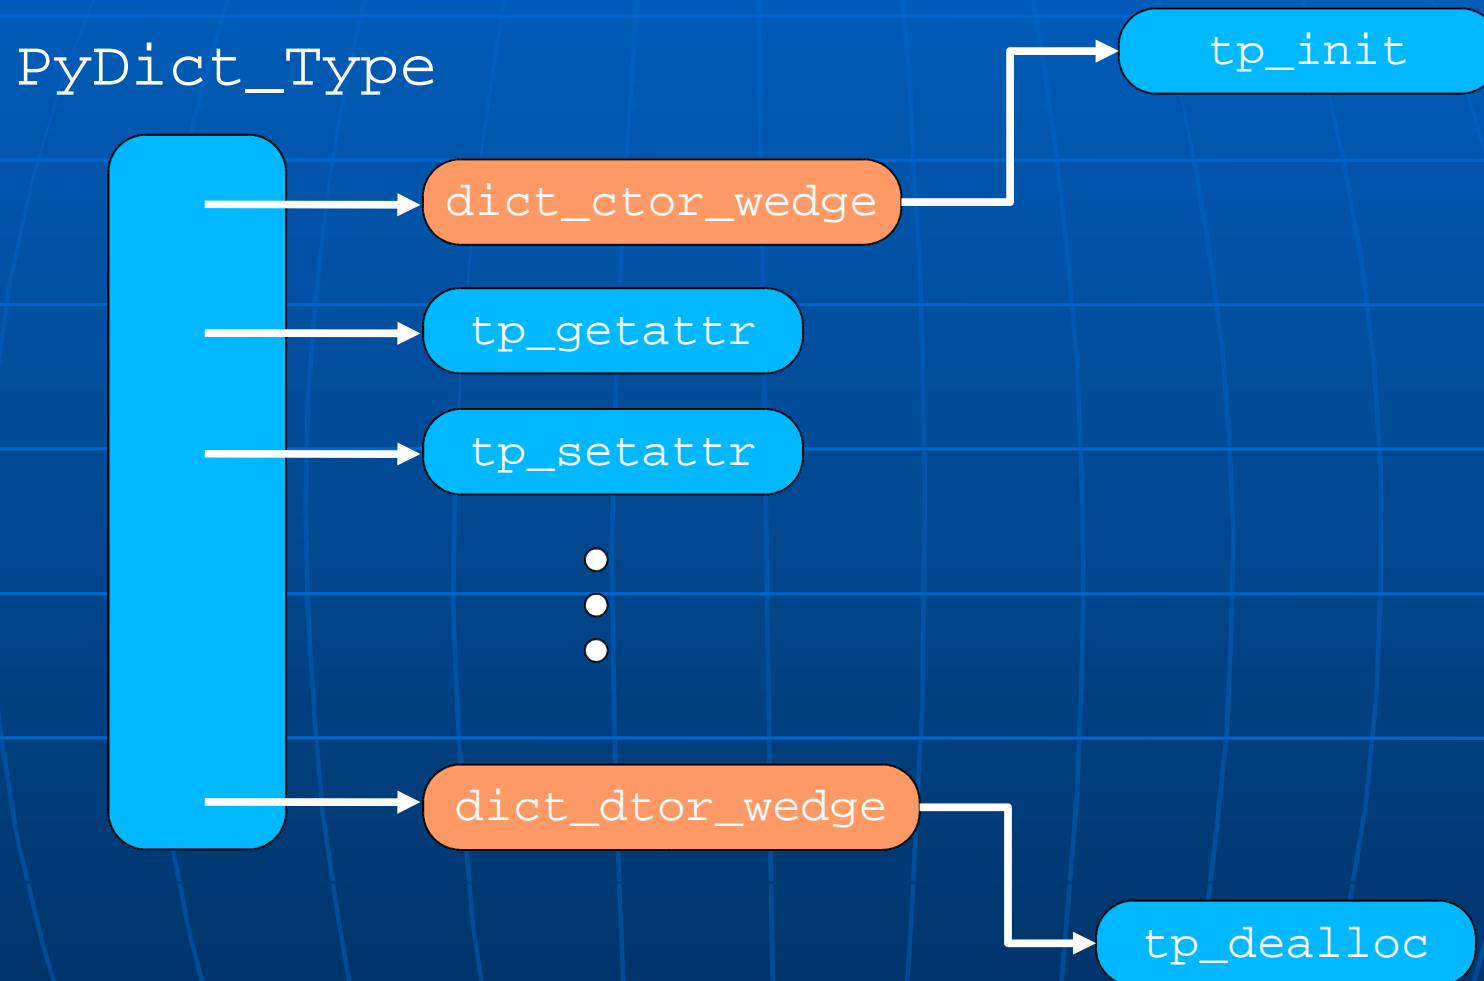 PyDict_Type
tp_init
dict_ctor_wedge
tp_getattr
tp_setattr
dict_dtor_wedge
tp_dealloc